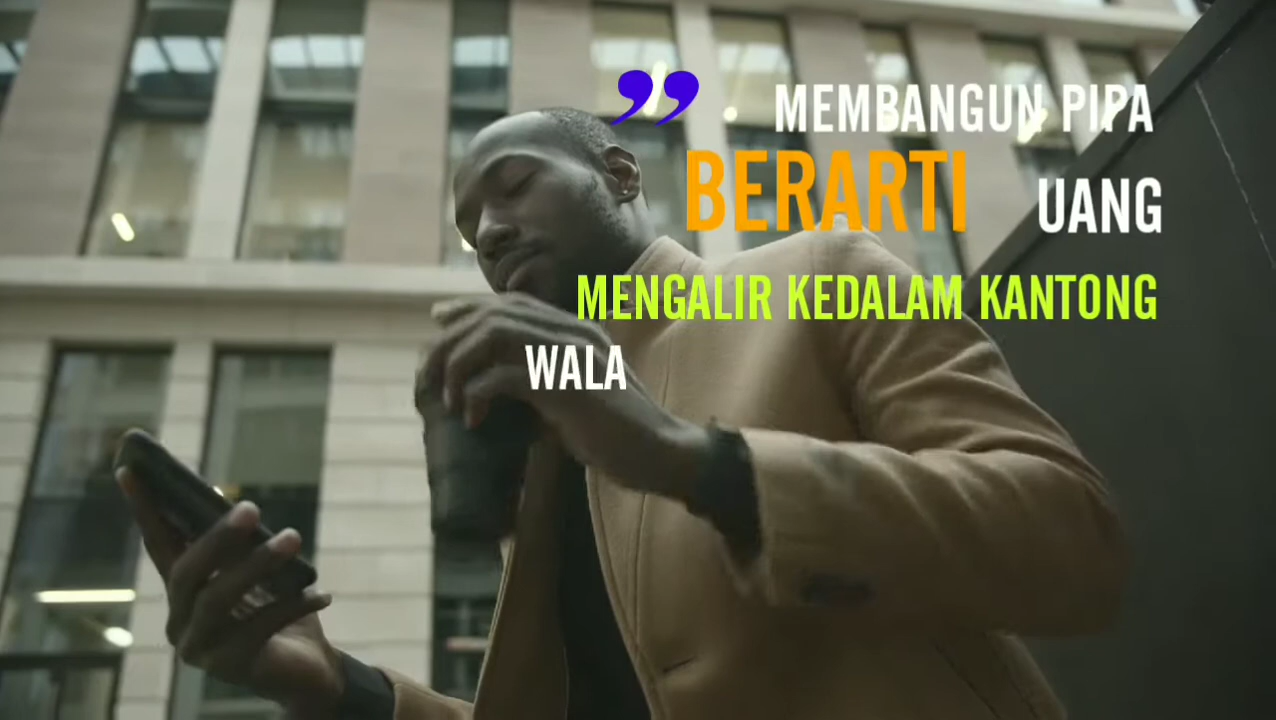 ”
MEMBANGUN PIPA
BERARTI UANG
MENGALIR KEDALAM KANTONG
WALA